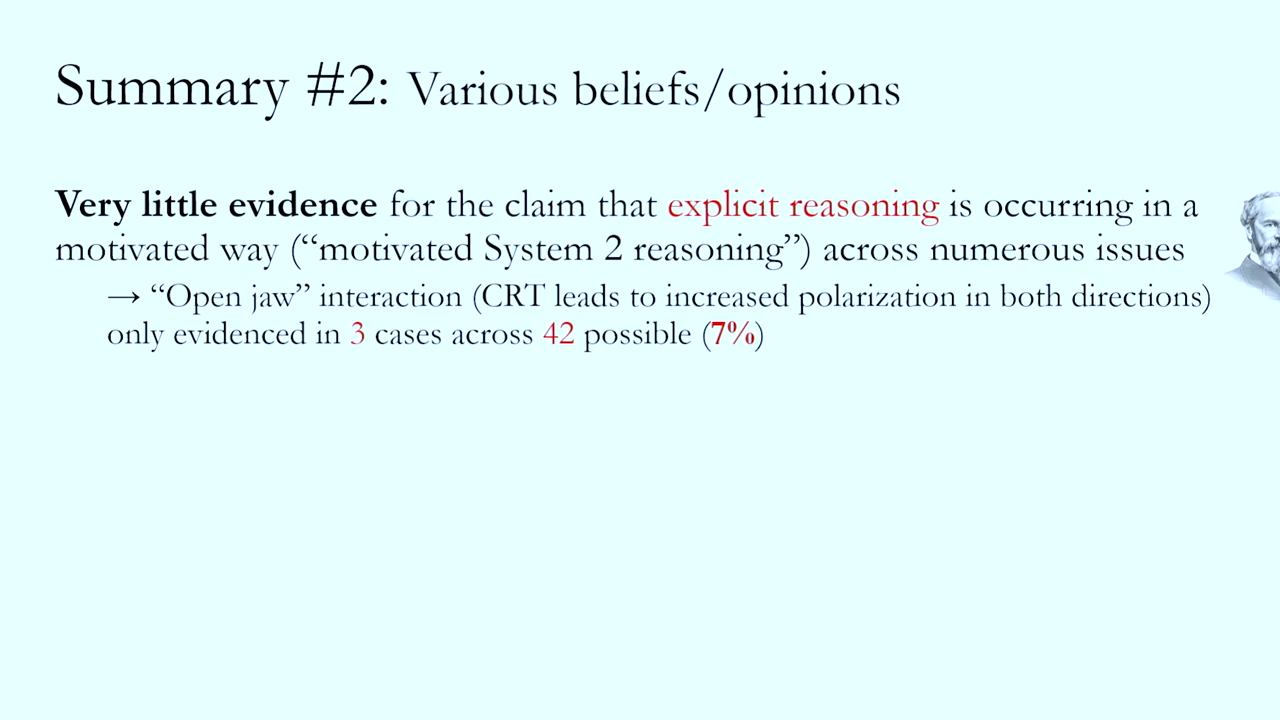 Summary #2: Various beliefs/opinions
Very little evidence for the claim that explicit reasoning is occurring in a
motivated way (“motivated System 2 reasoning”) across numerous issues
→ “Open jaw” interaction (CRT leads to increased polarization in both directions)
only evidenced in 3 cases across 42 possible (7%)